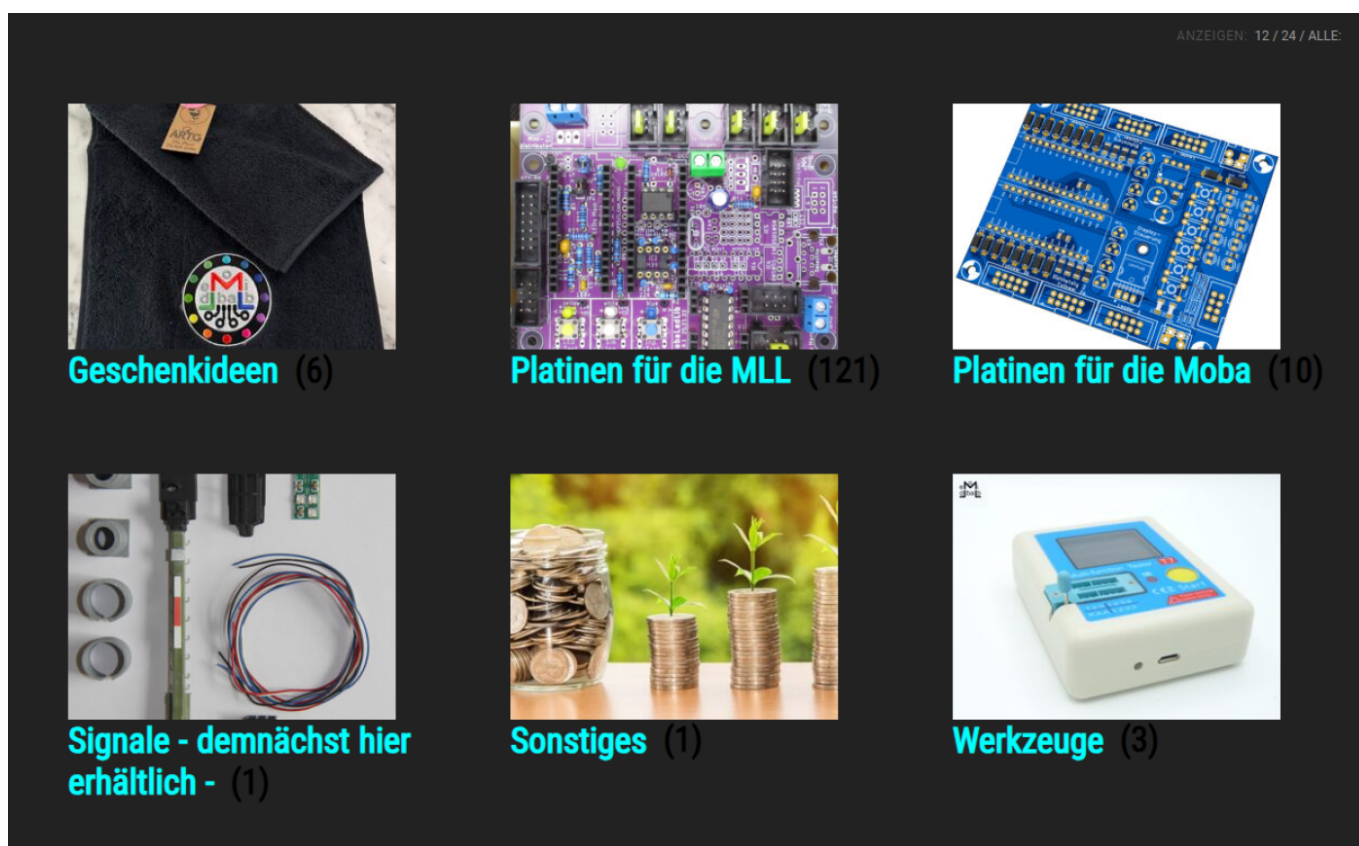 ANZEIGEN: 12 / 24 / ALLE:
ARTG
Geschenkideen (6)
Platinen für die MLL (121)
Platinen für die Moba (10)
Signale - demnächst hier
erhältlich - (1)
Sonstiges (1)
Werkzeuge (3)